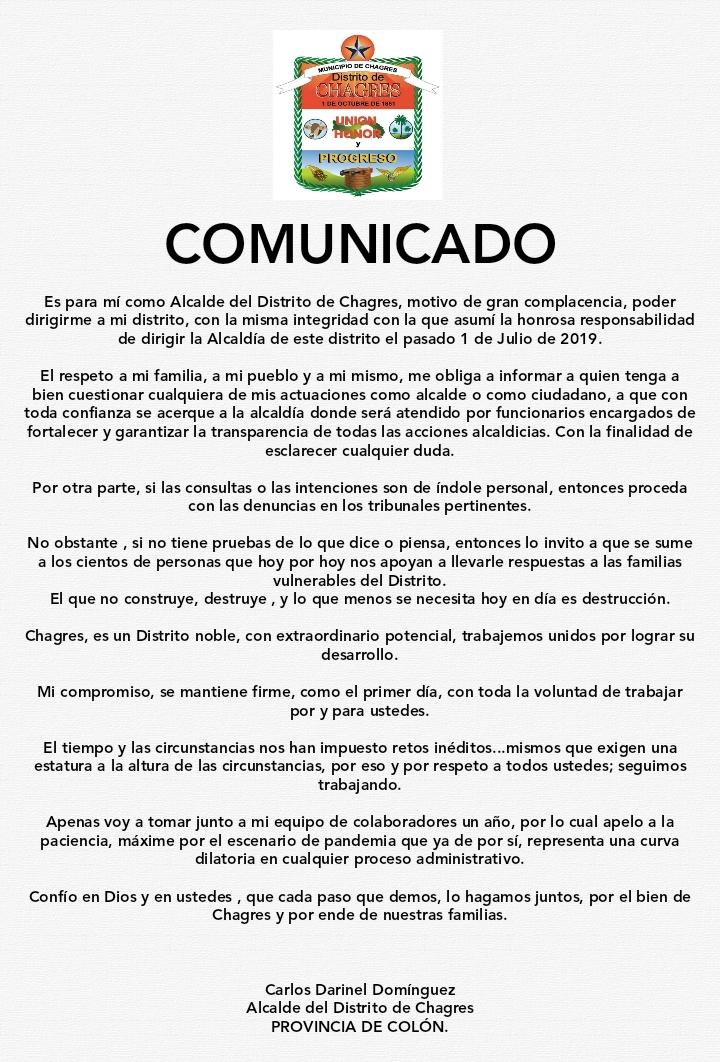 MUNICIPIO DE CHAGRES
Distrito de
CHAGRES
1 DE OCTUBRE DE 1881
UNION
HONOR
Y
PROGRESO
COMUNICADO
Es para mí como Alcalde del Distrito de Chagres, motivo de gran complacencia, poder
dirigirme a mi distrito, con la misma integridad con la que asumí la honrosa responsabilidad
de dirigir la Alcaldía de este distrito el pasado 1 de Julio de 2019.
El respeto a mi familia, a mi pueblo y a mi mismo, me obliga a informar a quien tenga a
bien cuestionar cualquiera de mis actuaciones como alcalde o como ciudadano, a que con
toda confianza se acerque a la alcaldía donde será atendido por funcionarios encargados de
fortalecer y garantizar la transparencia de todas las acciones alcaldicias. Con la finalidad de
esclarecer cualquier duda.
Por otra parte, si las consultas o las intenciones son de índole personal, entonces proceda
con las denuncias en los tribunales pertinentes.
No obstante , si no tiene pruebas de lo que dice o piensa, entonces lo invito a que se sume
a los cientos de personas que hoy por hoy nos apoyan a llevarle respuestas a las familias
vulnerables del Distrito.
El que no construye, destruye , y lo que menos se necesita hoy en día es destrucción.
Chagres, es un Distrito noble, con extraordinario potencial, trabajemos unidos por lograr su
desarrollo.
Mi compromiso, se mantiene firme, como el primer día, con toda la voluntad de trabajar
por y para ustedes.
El tiempo y las circunstancias nos han impuesto retos inéditos...mismos que exigen una
estatura a la altura de las circunstancias, por eso y por respeto a todos ustedes; seguimos
trabajando.
Apenas voy a tomar junto a mi equipo de colaboradores un año, por lo cual apelo a la
paciencia, máxime por el escenario de pandemia que ya de por sí, representa una curva
dilatoria en cualquier proceso administrativo.
Confío en Dios y en ustedes , que cada paso que demos, lo hagamos juntos, por el bien de
Chagres y por ende de nuestras familias.
Carlos Darinel Domínguez
Alcalde del Distrito de Chagres
PROVINCIA DE COLÓN.